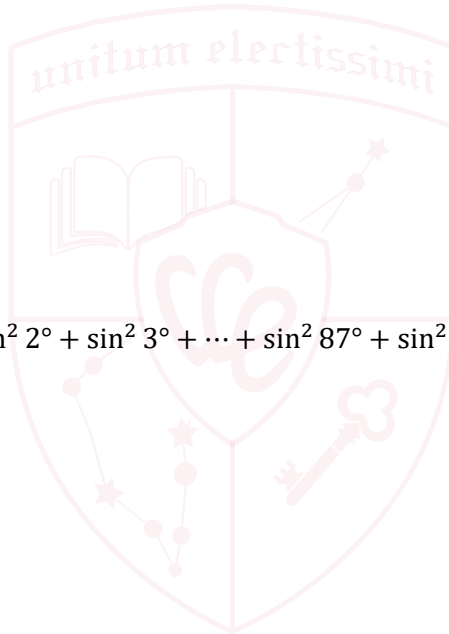 unitum electissimi
n² 2° + sin² 3° + ⋯ + sin² 87° + sin²